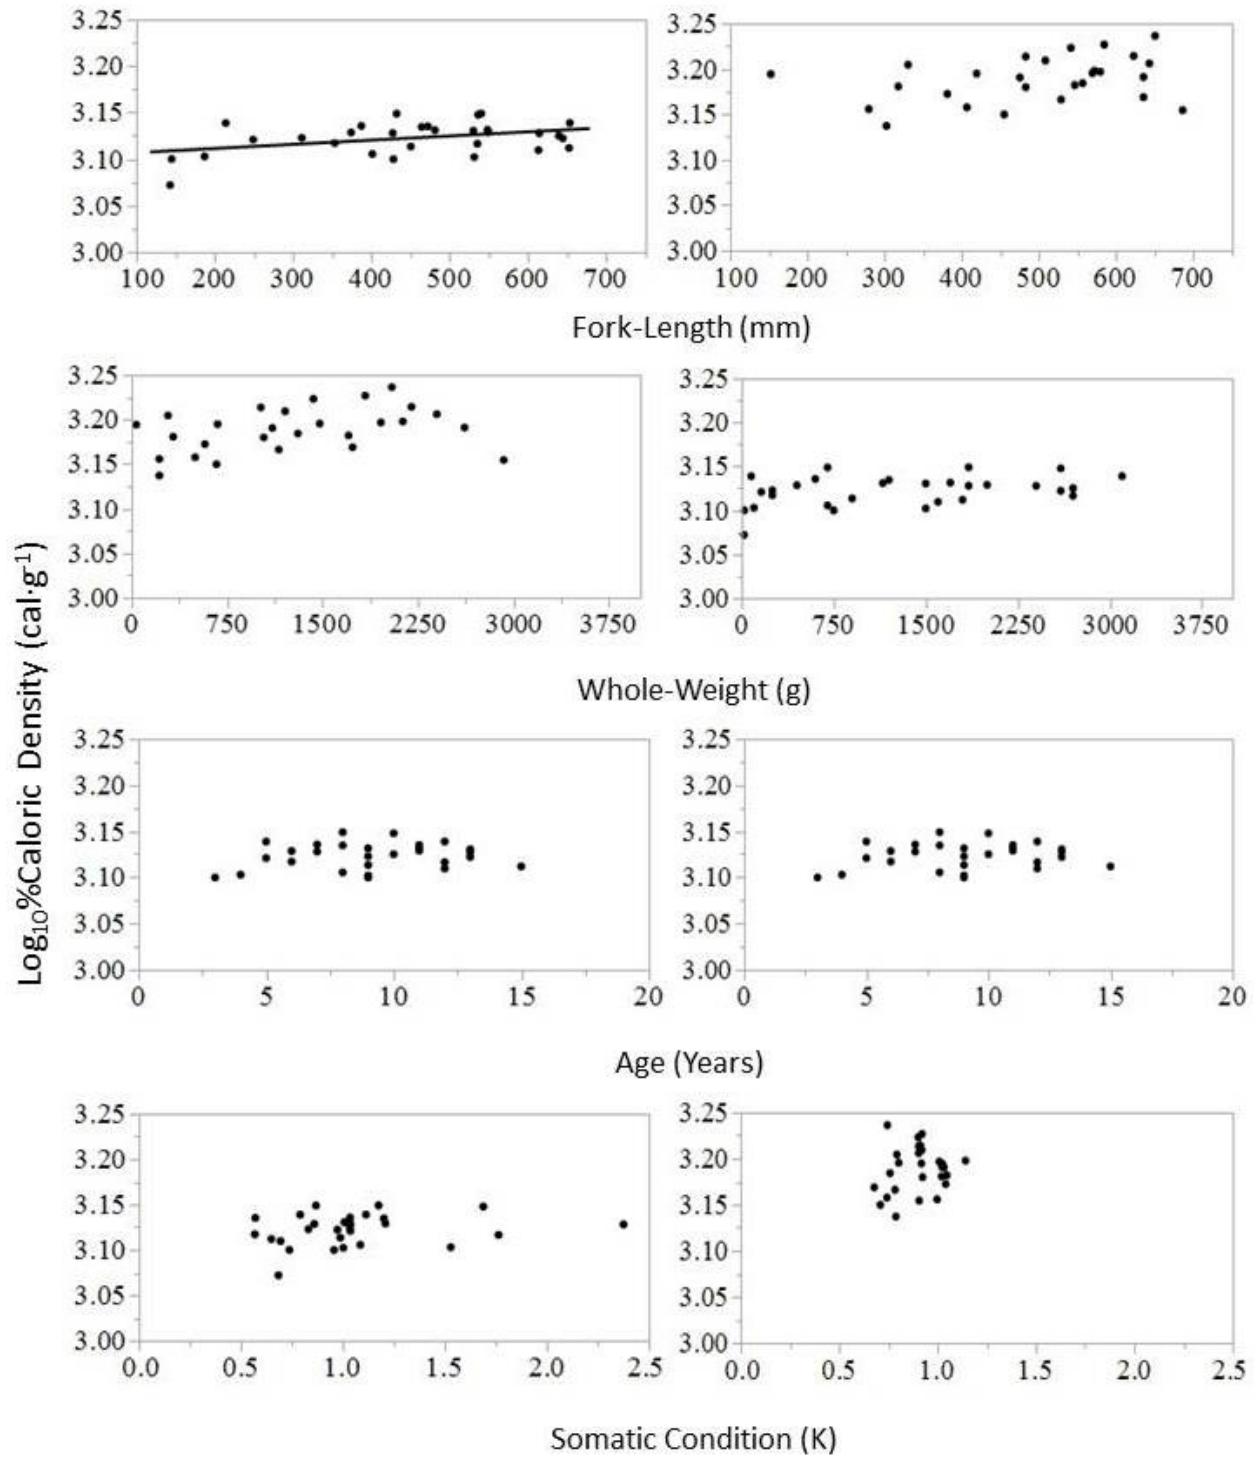 3.25 3.25
3.20 3.20
3.15 3.15
3.10 3.10
3.05 3.05
3.00 3.00
100 200 300 400 500 600 700 100 200 300 400 500 600 700
Fork-Length (mm)
3.25 3.25
3.20 3.20
3.15 3.15
3.10 3.10
3.05 3.05
3.00 3.00
0 750 1500 2250 3000 3750 0 750 1500 2250 3000 3750
Whole-Weight (g)
Log₁₀%Caloric Density (cal·g⁻¹)
3.25 3.25
3.20 3.20
3.15 3.15
3.10 3.10
3.05 3.05
3.00 3.00
0 5 10 15 20 0 5 10 15 20
Age (Years)
3.25 3.25
3.20 3.20
3.15 3.15
3.10 3.10
3.05 3.05
3.00 3.00
0.0 0.5 1.0 1.5 2.0 2.5 0.0 0.5 1.0 1.5 2.0 2.5
Somatic Condition (K)